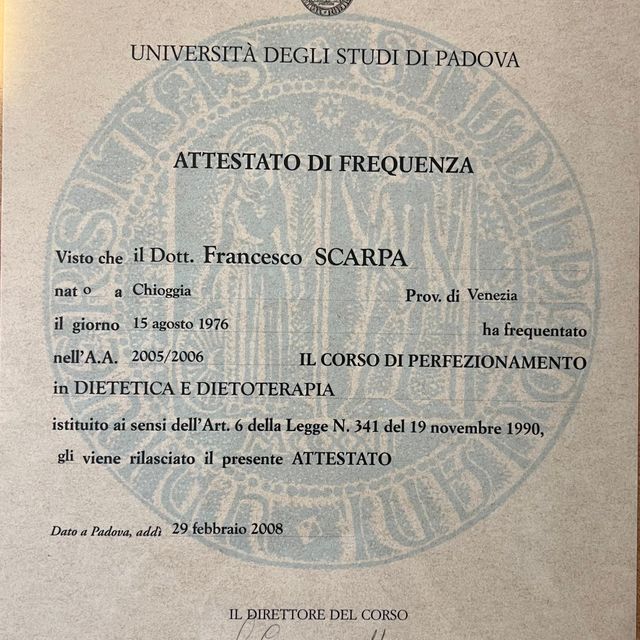 UNIVERSITÀ DEGLI STUDI DI PADOVA
ATTESTATO DI FREQUENZA
Visto che il Dott. Francesco SCARPA
nato a Chioggia Prov. di Venezia
il giorno 15 agosto 1976 ha frequentato
nell'A.A. 2005/2006 IL CORSO DI PERFEZIONAMENTO
in DIETETICA E DIETOTERAPIA
istituito ai sensi dell'Art. 6 della Legge N. 341 del 19 novembre 1990,
gli viene rilasciato il presente ATTESTATO
Dato a Padova, addì 29 febbraio 2008
IL DIRETTORE DEL CORSO